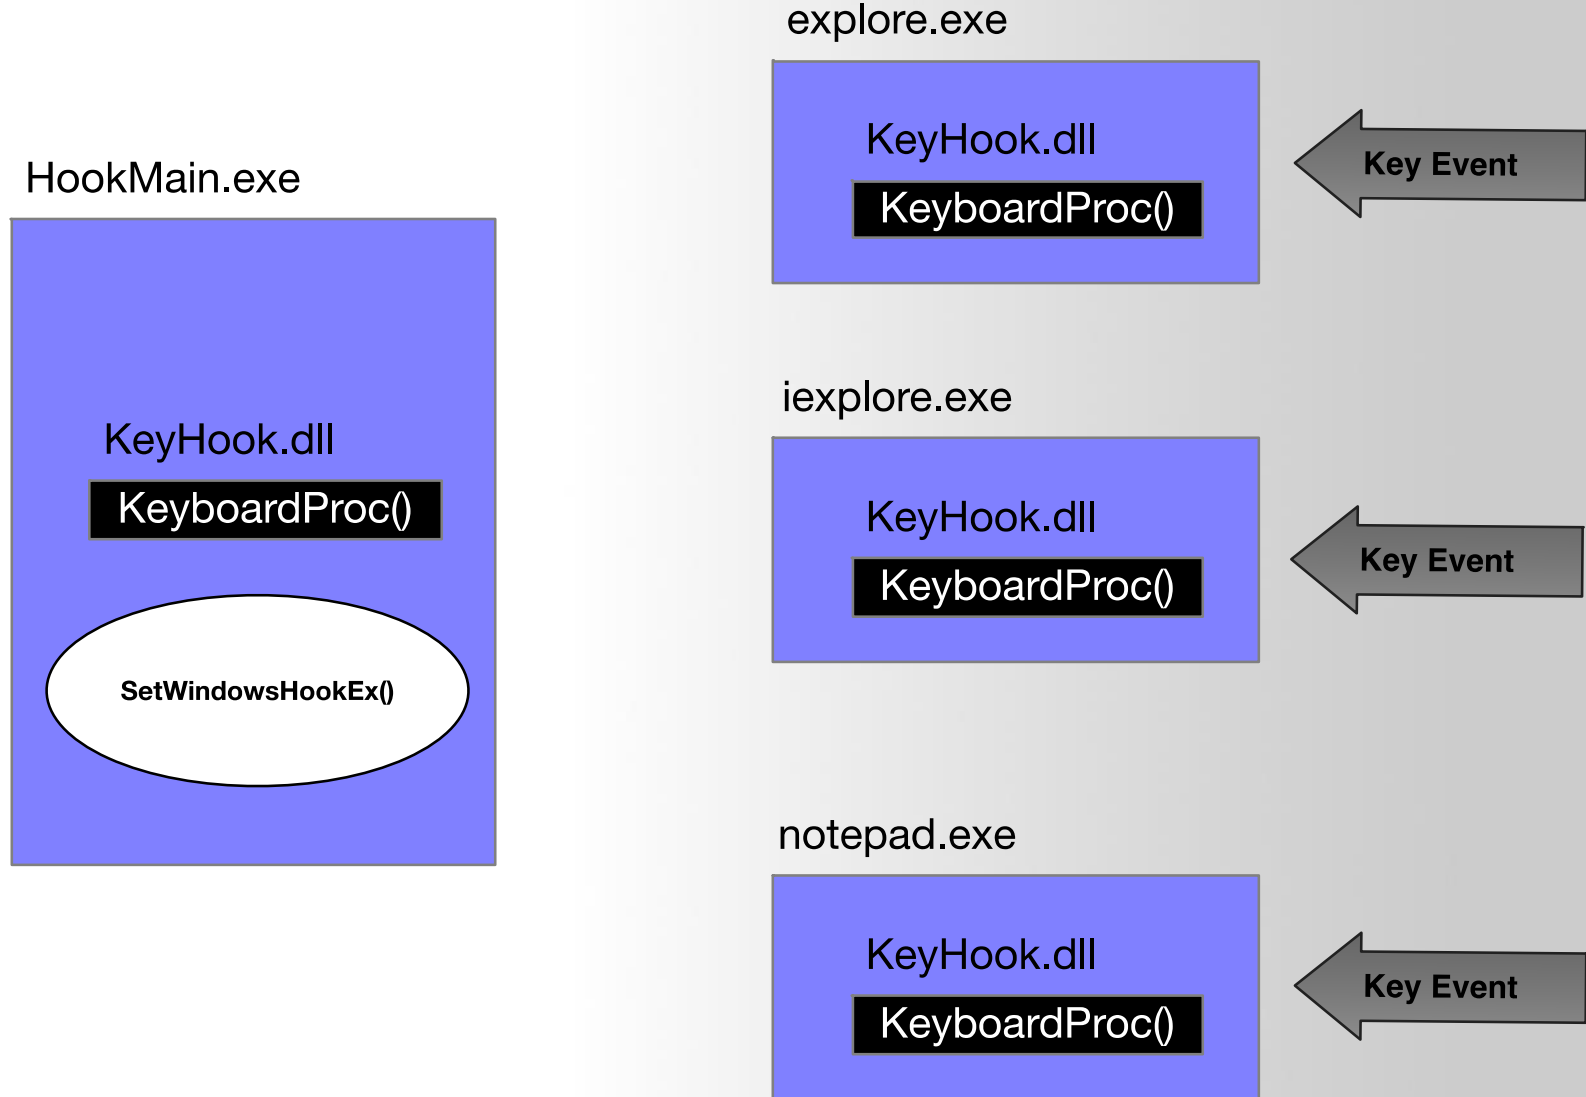 HookMain.exe
KeyHook.dll
KeyboardProc()
SetWindowsHookEx()
explore.exe
KeyHook.dll
KeyboardProc()
Key Event
iexplore.exe
KeyHook.dll
KeyboardProc()
Key Event
notepad.exe
KeyHook.dll
KeyboardProc()
Key Event